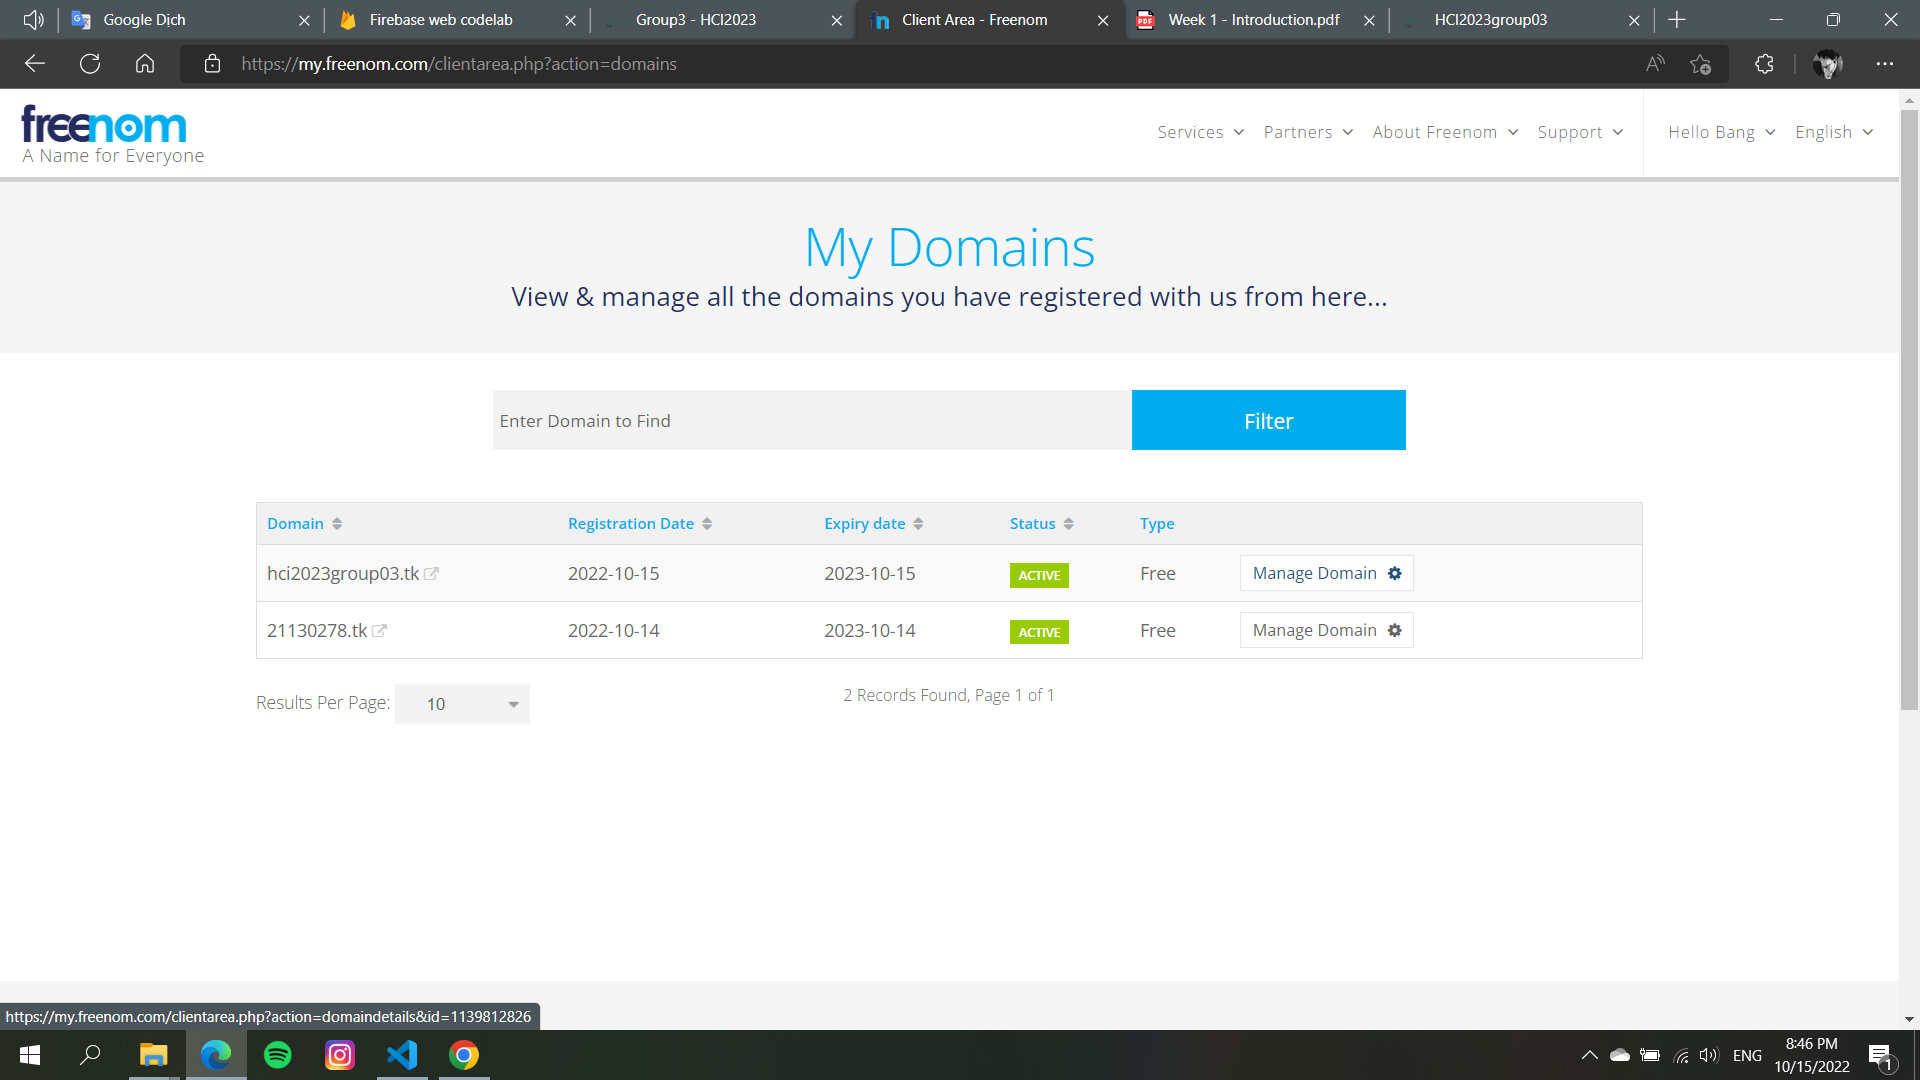 Google Dịch
Firebase web codelab
Group3 - HCI2023
Client Area - Freenom
Week 1 - Introduction.pdf
HCI2023group03
https://my.freenom.com/clientarea.php?action=domains
freenom
A Name for Everyone
Services
Partners
About Freenom
Support
Hello Bang
English
My Domains
View & manage all the domains you have registered with us from here...
Enter Domain to Find
Filter
Domain Registration Date Expiry date Status Type
hci2023group03.tk 2022-10-15 2023-10-15 ACTIVE Free Manage Domain
21130278.tk 2022-10-14 2023-10-14 ACTIVE Free Manage Domain
Results Per Page: 10
2 Records Found, Page 1 of 1
https://my.freenom.com/clientarea.php?action=domaindetails&id=1139812826
ENG
8:46 PM
10/15/2022
1